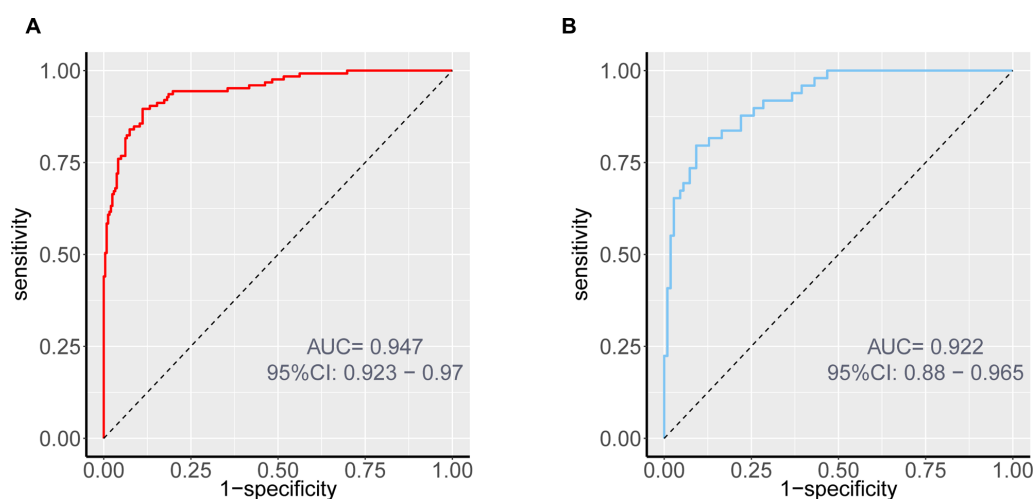 A
1.00
0.75
0.50
0.25
0.00
sensitivity
AUC= 0.947
95%CI: 0.923 − 0.97
0.00 0.25 0.50 0.75 1.00
1−specificity
B
1.00
0.75
0.50
0.25
0.00
sensitivity
AUC= 0.922
95%CI: 0.88 − 0.965
0.00 0.25 0.50 0.75 1.00
1−specificity